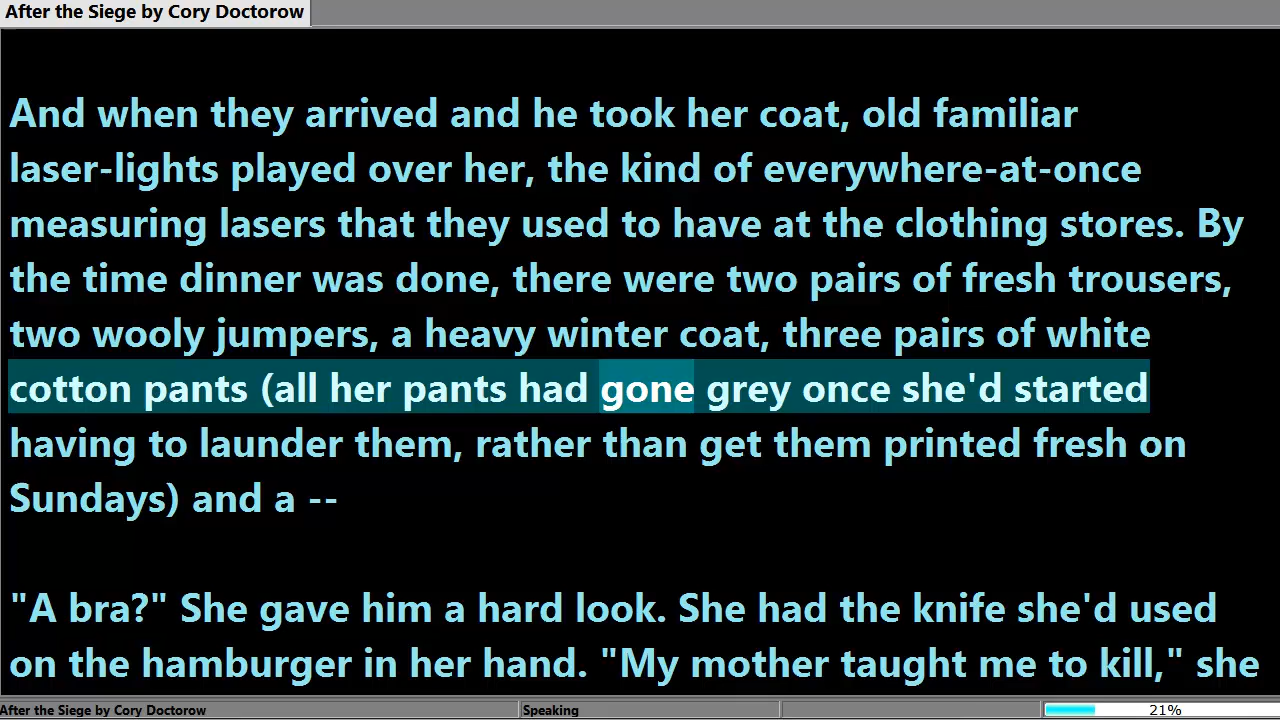 After the Siege by Cory Doctorow
And when they arrived and he took her coat, old familiar
laser-lights played over her, the kind of everywhere-at-once
measuring lasers that they used to have at the clothing stores. By
the time dinner was done, there were two pairs of fresh trousers,
two wooly jumpers, a heavy winter coat, three pairs of white
cotton pants (all her pants had gone grey once she'd started
having to launder them, rather than get them printed fresh on
Sundays) and a --
"A bra?" She gave him a hard look. She had the knife she'd used
on the hamburger in her hand. "My mother taught me to kill," she
After the Siege by Cory Doctorow
Speaking
21%